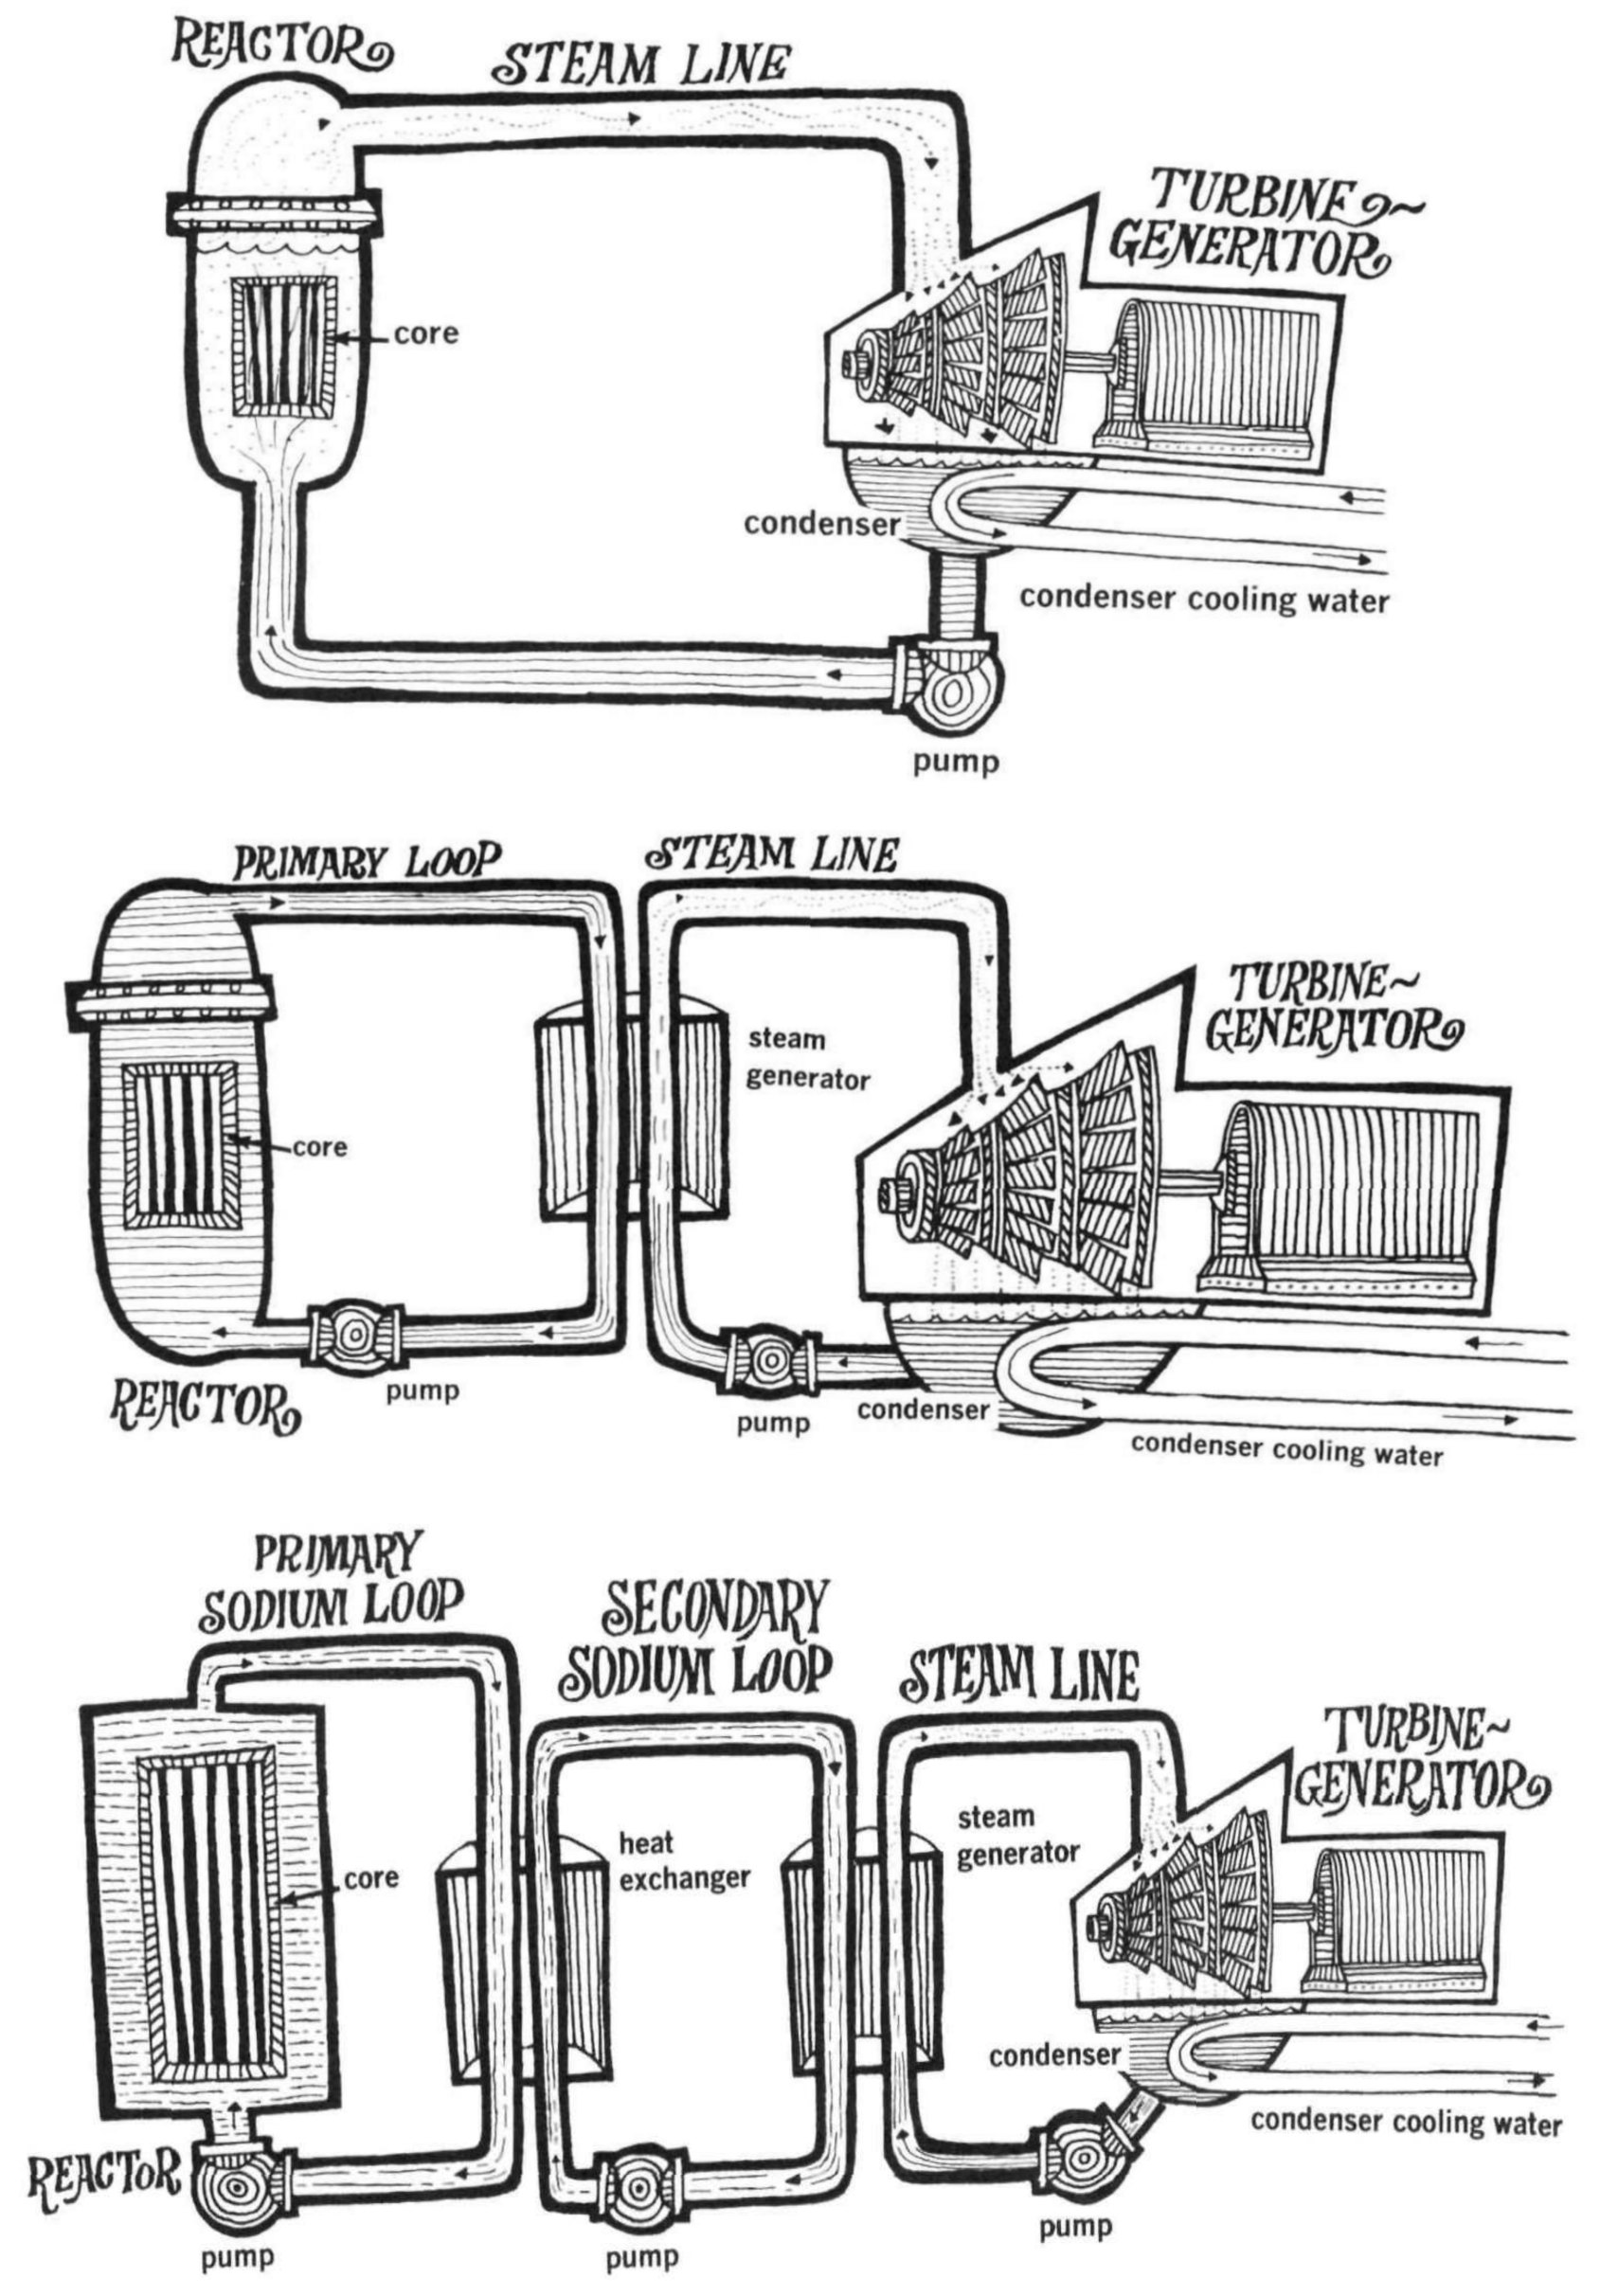 REACTOR
STEAM LINE
TURBINE~
GENERATOR
core
condenser
condenser cooling water
pump
PRIMARY LOOP
STEAM LINE
TURBINE~
GENERATOR
steam
generator
core
REACTOR
pump
pump
condenser
condenser cooling water
PRIMARY
SODIUM LOOP
SECONDARY
SODIUM LOOP
STEAM LINE
TURBINE~
GENERATOR
steam
generator
heat
exchanger
core
condenser
condenser cooling water
REACTOR
pump
pump
pump